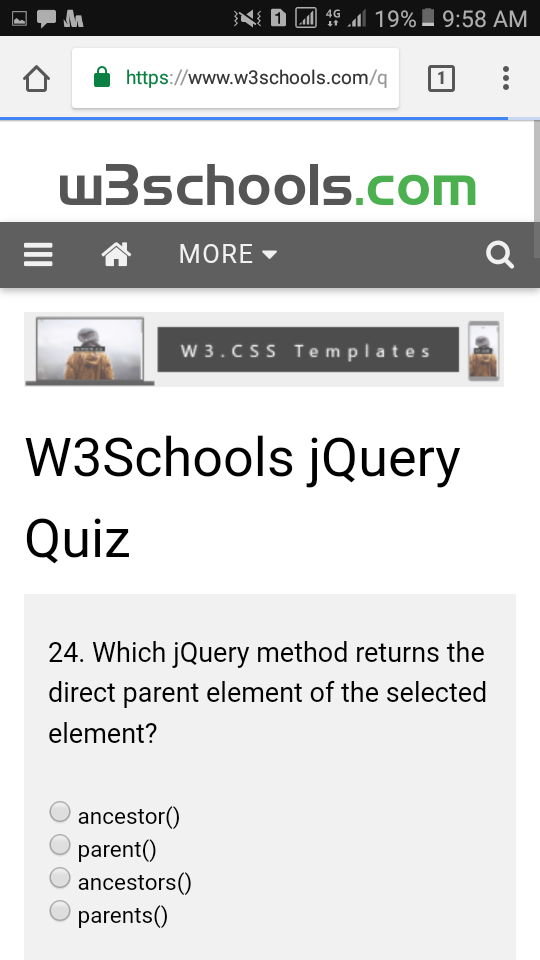 1 4G 19% 9:58 AM
https://www.w3schools.com/q
1
w3schools.com
MORE
W3.CSS Templates
W3Schools jQuery
Quiz
24. Which jQuery method returns the
direct parent element of the selected
element?
ancestor()
parent()
ancestors()
parents()